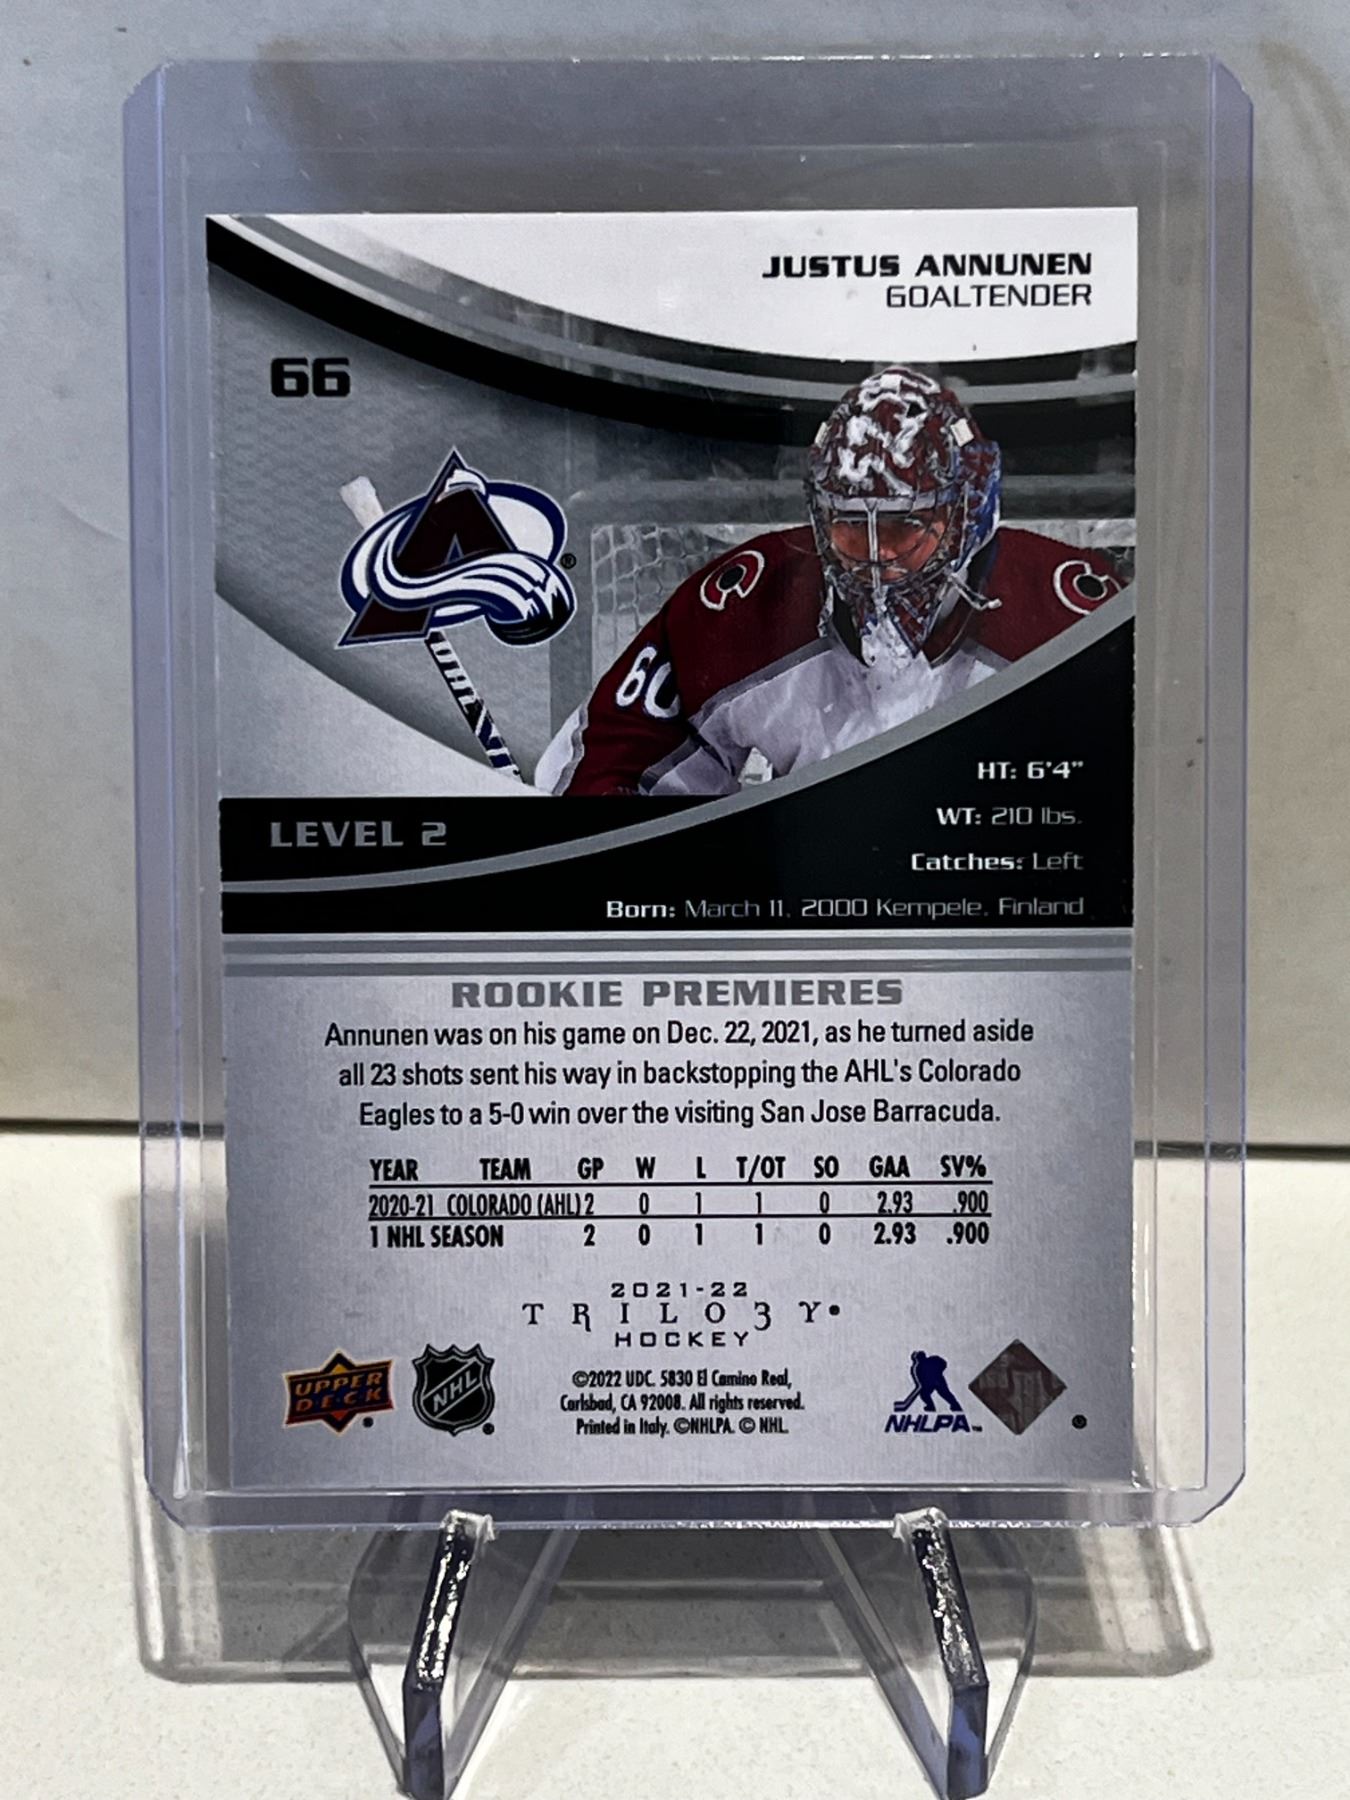 JUSTUS ANNUNEN
GOALTENDER
66
60
LEVEL 2
HT: 6'4"
WT: 210 lbs.
Catches: Left
Born: March 11, 2000 Kempele, Finland
ROOKIE PREMIERES
Annunen was on his game on Dec. 22, 2021, as he turned aside
all 23 shots sent his way in backstopping the AHL's Colorado
Eagles to a 5-0 win over the visiting San Jose Barracuda.
YEAR TEAM GP W L T/OT SO GAA SV%
2020-21 COLORADO (AHL) 2 0 1 1 0 2.93 .900
1 NHL SEASON 2 0 1 1 0 2.93 .900
2021-22
TRILO3Y
HOCKEY
UPPER
D·E·C·K
NHL
©2022 UDC. 5830 El Camino Real,
Carlsbad, CA 92008. All rights reserved.
Printed in Italy. ©NHLPA. © NHL.
NHLPA™